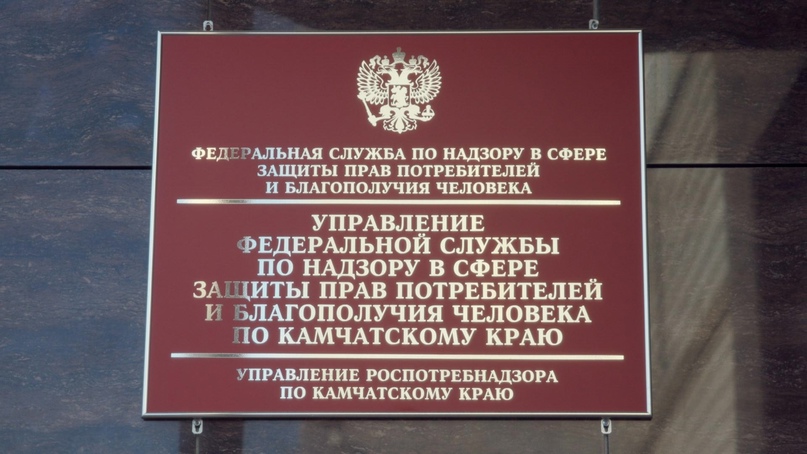 ФЕДЕРАЛЬНАЯ СЛУЖБА ПО НАДЗОРУ В СФЕРЕ
ЗАЩИТЫ ПРАВ ПОТРЕБИТЕЛЕЙ
И БЛАГОПОЛУЧИЯ ЧЕЛОВЕКА
УПРАВЛЕНИЕ
ФЕДЕРАЛЬНОЙ СЛУЖБЫ
ПО НАДЗОРУ В СФЕРЕ
ЗАЩИТЫ ПРАВ ПОТРЕБИТЕЛЕЙ
И БЛАГОПОЛУЧИЯ ЧЕЛОВЕКА
ПО КАМЧАТСКОМУ КРАЮ
УПРАВЛЕНИЕ РОСПОТРЕБНАДЗОРА
ПО КАМЧАТСКОМУ КРАЮ